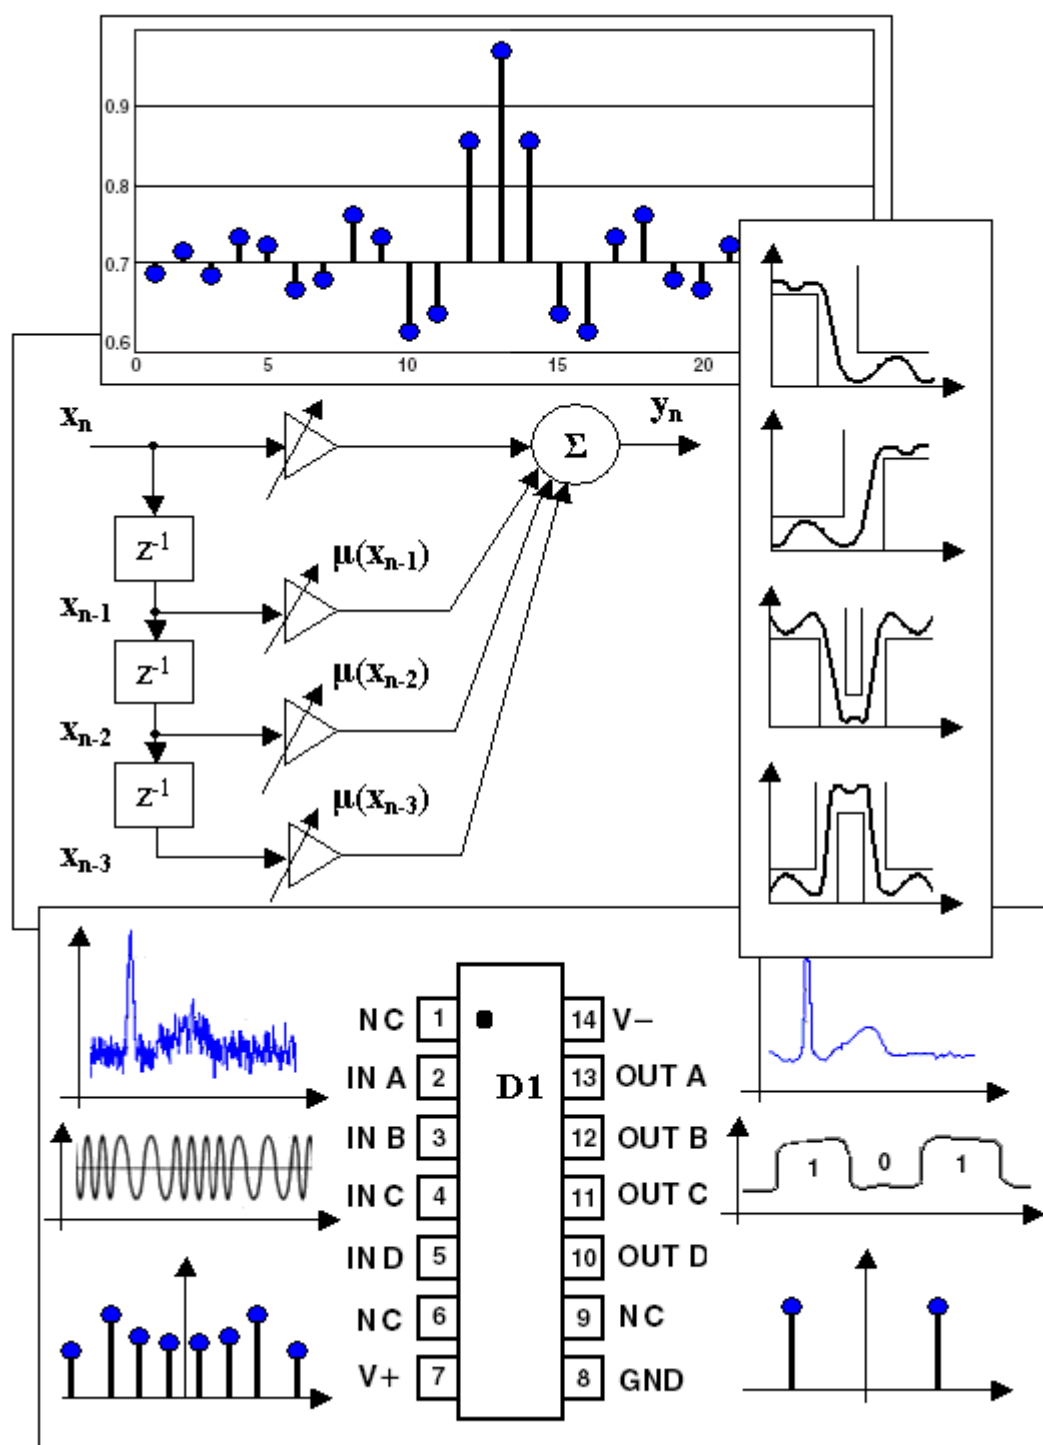 0.9
0.8
0.7
0.6
0 5 10 15 20
xn yn
Σ
z-1
μ(xn-1)
xn-1
z-1
μ(xn-2)
xn-2
z-1
μ(xn-3)
xn-3
D1
NC 1 14 V−
IN A 2 13 OUT A
IN B 3 12 OUT B
IN C 4 11 OUT C
IN D 5 10 OUT D
NC 6 9 NC
V+ 7 8 GND
1 0 1